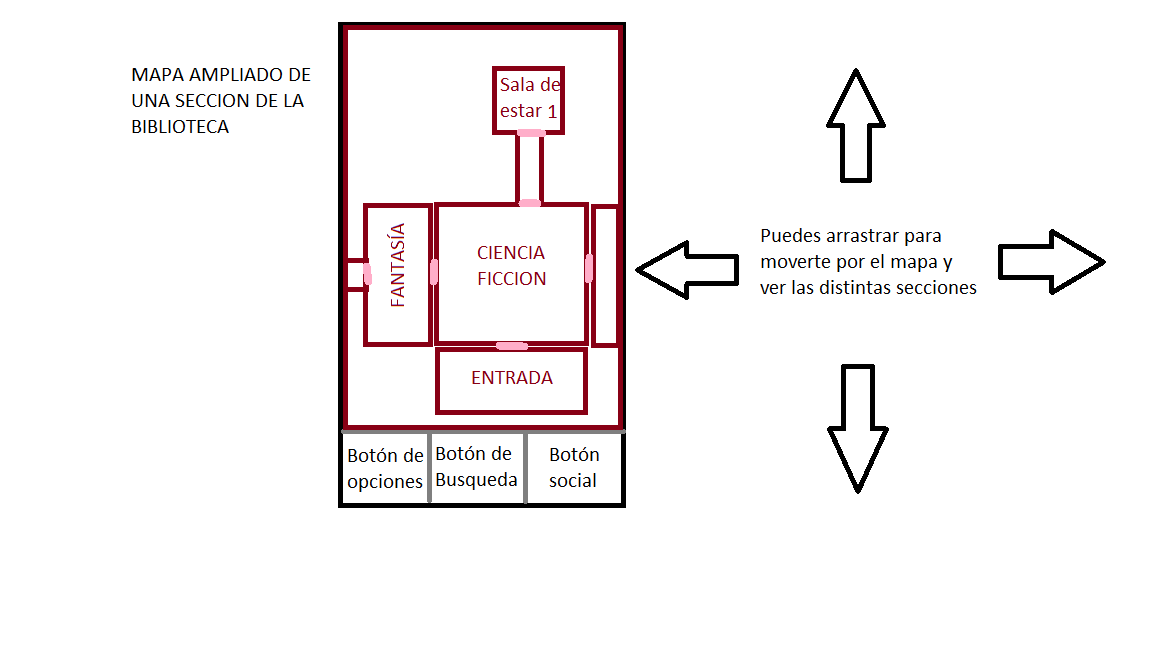 MAPA AMPLIADO DE
UNA SECCION DE LA
BIBLIOTECA
Sala de
estar 1
FANTASÍA
CIENCIA
FICCION
ENTRADA
Botón de
opciones
Botón de
Busqueda
Botón
social
Puedes arrastrar para
moverte por el mapa y
ver las distintas secciones